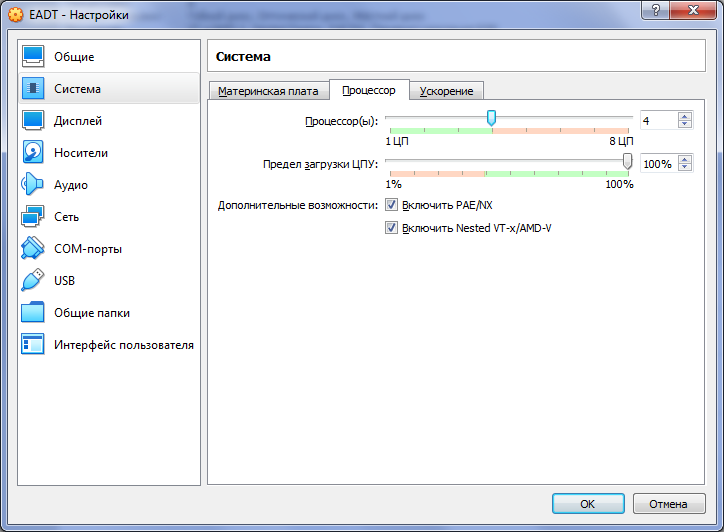 EADT - Настройки
Общие
Система
Дисплей
Носители
Аудио
Сеть
COM-порты
USB
Общие папки
Интерфейс пользователя
Система
Материнская плата
Процессор
Ускорение
Процессор(ы):
4
1 ЦП
8 ЦП
Предел загрузки ЦПУ:
100%
1%
100%
Дополнительные возможности:
Включить PAE/NX
Включить Nested VT-x/AMD-V
OK
Отмена